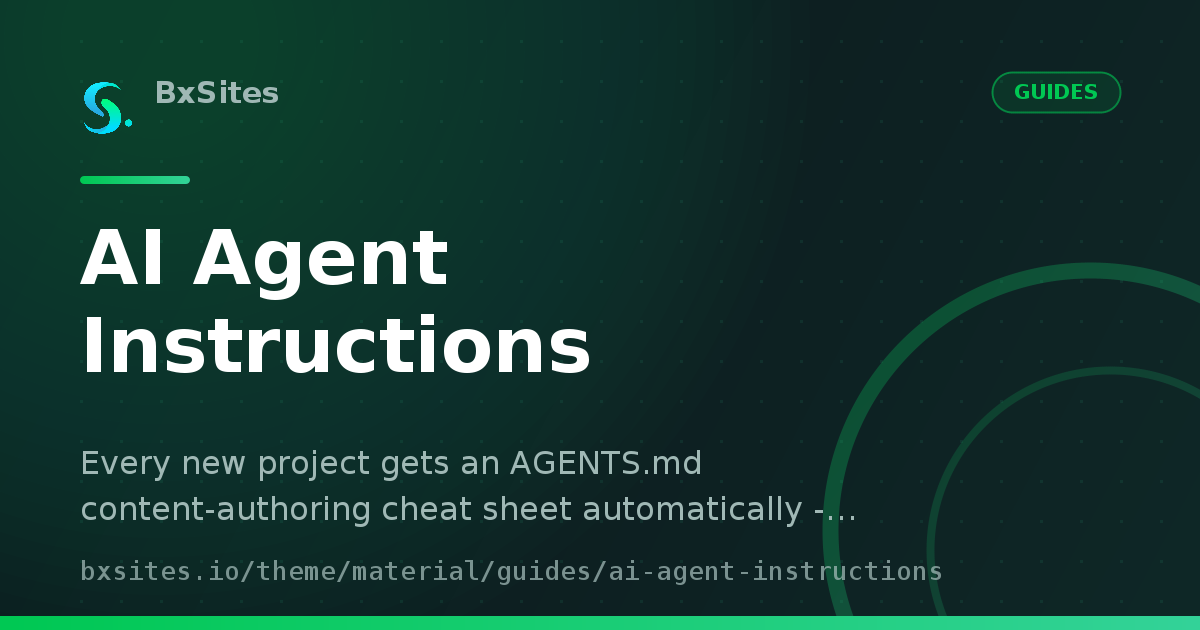 BxSites
GUIDES
AI Agent
Instructions
Every new project gets an AGENTS.md
content-authoring cheat sheet automatically -…
bxsites.io/theme/material/guides/ai-agent-instructions